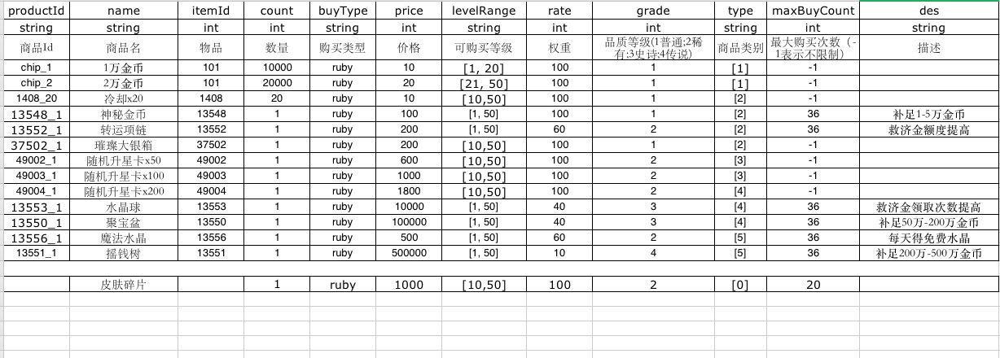 productId name itemId count buyType price levelRange rate grade type maxBuyCount des
string string int int string int string int int string int string
商品Id 商品名 物品 数量 购买类型 价格 可购买等级 权重 品质等级(1普通;2稀有;3史诗;4传说) 商品类别 最大购买次数（-1表示不限制） 描述
chip_1 1万金币 101 10000 ruby 10 [1, 20] 100 1 [1] -1
chip_2 2万金币 101 20000 ruby 20 [21, 50] 100 1 [1] -1
1408_20 冷却x20 1408 20 ruby 10 [10,50] 100 1 [2] -1
13548_1 神秘金币 13548 1 ruby 100 [1, 50] 100 1 [2] 36 补足1-5万金币
13552_1 转运项链 13552 1 ruby 200 [1, 50] 60 2 [2] 36 救济金额度提高
37502_1 璀璨大银箱 37502 1 ruby 200 [10,50] 100 1 [2] -1
49002_1 随机升星卡x50 49002 1 ruby 600 [10,50] 100 2 [3] -1
49003_1 随机升星卡x100 49003 1 ruby 1000 [10,50] 100 2 [3] -1
49004_1 随机升星卡x200 49004 1 ruby 1800 [10,50] 100 2 [4] -1
13553_1 水晶球 13553 1 ruby 10000 [1, 50] 40 3 [4] 36 救济金领取次数提高
13550_1 聚宝盆 13550 1 ruby 100000 [1, 50] 40 3 [4] 36 补足50万-200万金币
13556_1 魔法水晶 13556 1 ruby 500 [1, 50] 60 2 [5] 36 每天得免费水晶
13551_1 摇钱树 13551 1 ruby 500000 [1, 50] 10 4 [5] 36 补足200万-500万金币
皮肤碎片 1 ruby 1000 [10,50] 100 2 [0] 20